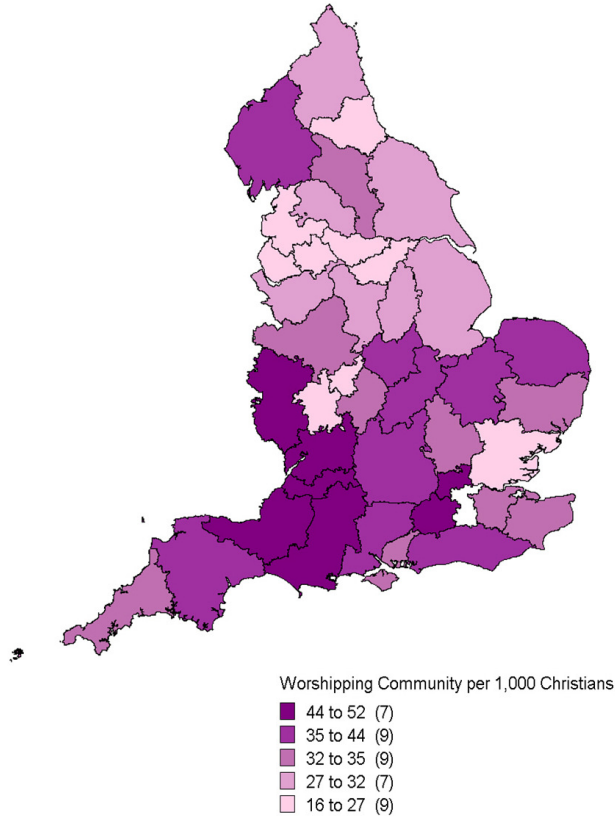 Worshipping Community per 1,000 Christians
44 to 52 (7)
35 to 44 (9)
32 to 35 (9)
27 to 32 (7)
16 to 27 (9)